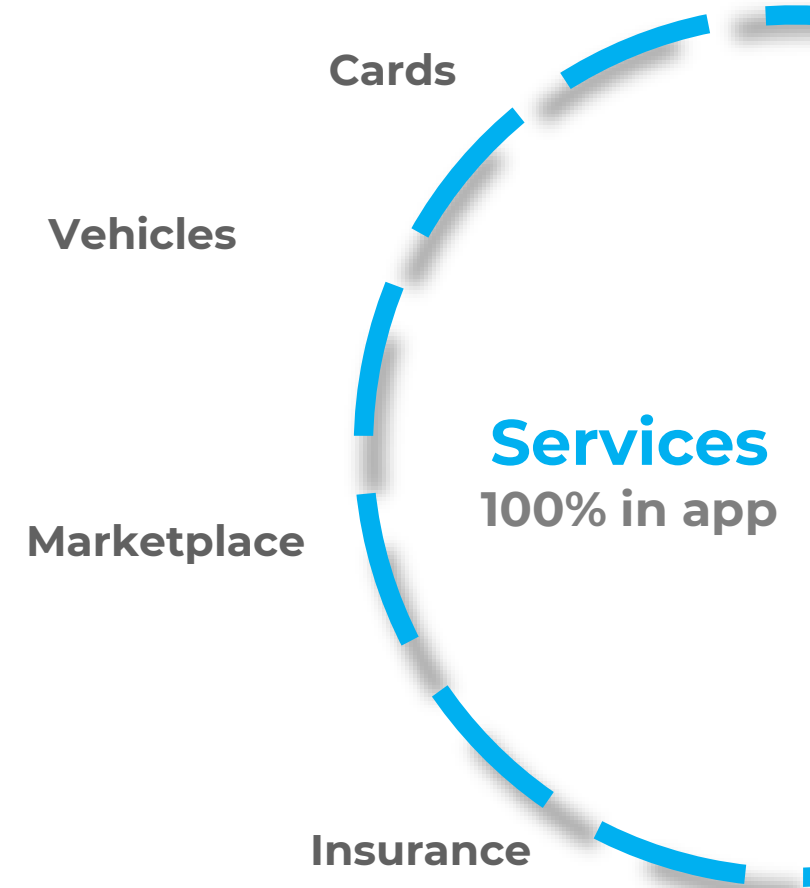 Cards
Vehicles
Services
100% in app
Marketplace
Insurance